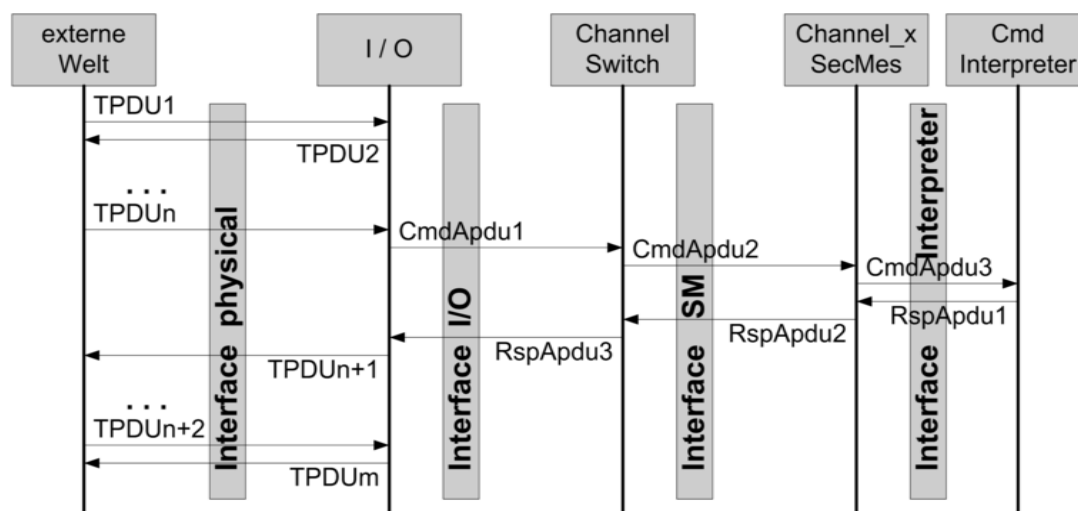 externe
Welt
I / O
Channel
Switch
Channel_x
SecMes
Cmd
Interpreter
TPDU1
TPDU2
. . .
TPDUn
CmdApdu1
CmdApdu2
CmdApdu3
RspApdu1
RspApdu2
RspApdu3
TPDUn+1
. . .
TPDUn+2
TPDUm
Interface physical
Interface I/O
Interface SM
Interface Interpreter